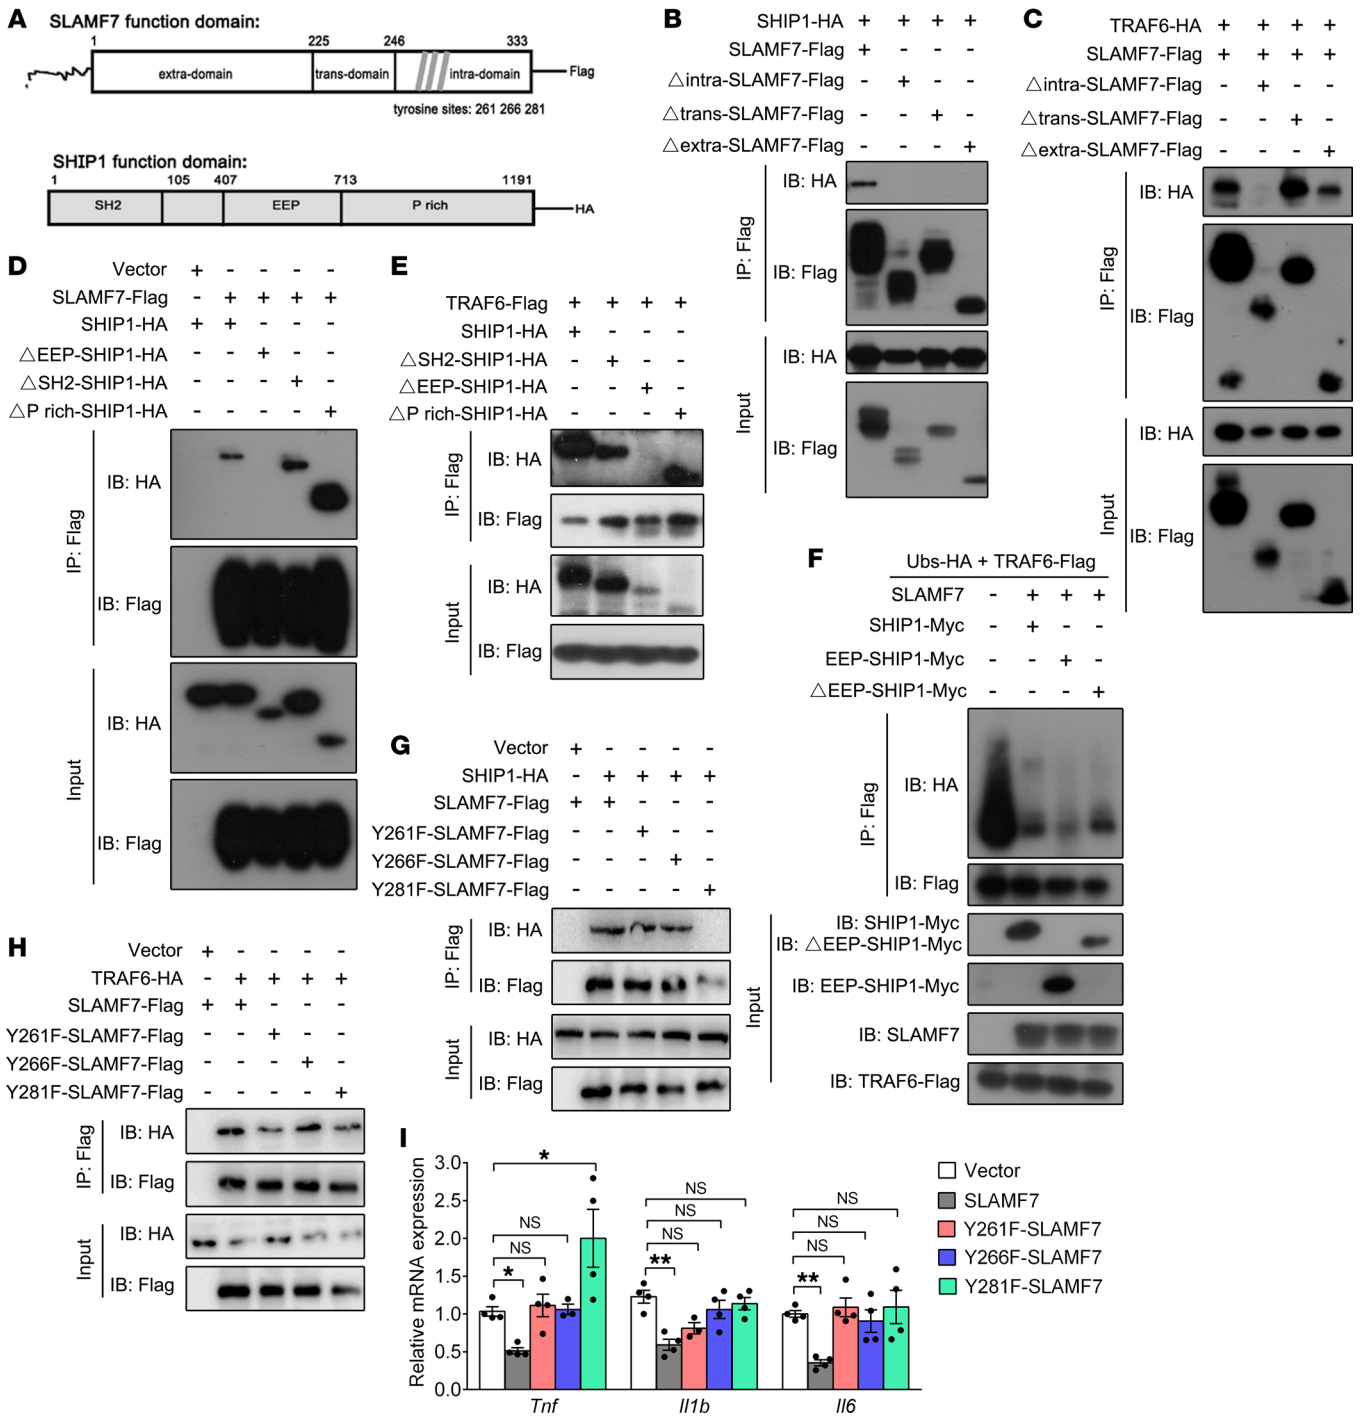 A
SLAMF7 function domain:
1 225 246 333
extra-domain trans-domain intra-domain Flag
tyrosine sites: 261 266 281
SHIP1 function domain:
1 105 407 713 1191
SH2 EEP P rich HA
B
SHIP1-HA + + + +
SLAMF7-Flag + - - -
△intra-SLAMF7-Flag - + - -
△trans-SLAMF7-Flag - - + -
△extra-SLAMF7-Flag - - - +
IP: Flag
IB: HA
IB: Flag
Input
IB: HA
IB: Flag
C
TRAF6-HA + + + +
SLAMF7-Flag + + + +
△intra-SLAMF7-Flag - + - -
△trans-SLAMF7-Flag - - + -
△extra-SLAMF7-Flag - - - +
IP: Flag
IB: HA
IB: Flag
Input
IB: HA
IB: Flag
D
Vector + - - - -
SLAMF7-Flag - + + + +
SHIP1-HA + + - - -
△EEP-SHIP1-HA - - + - -
△SH2-SHIP1-HA - - - + -
△P rich-SHIP1-HA - - - - +
IP: Flag
IB: HA
IB: Flag
Input
IB: HA
IB: Flag
E
TRAF6-Flag + + + +
SHIP1-HA + - - -
△SH2-SHIP1-HA - + - -
△EEP-SHIP1-HA - - + -
△P rich-SHIP1-HA - - - +
IP: Flag
IB: HA
IB: Flag
Input
IB: HA
IB: Flag
F
Ubs-HA + TRAF6-Flag
SLAMF7 - + + +
SHIP1-Myc - + - -
EEP-SHIP1-Myc - - + -
△EEP-SHIP1-Myc - - - +
IP: Flag
IB: HA
IB: Flag
Input
IB: SHIP1-Myc
IB: △EEP-SHIP1-Myc
IB: EEP-SHIP1-Myc
IB: SLAMF7
IB: TRAF6-Flag
G
Vector + - - - -
SHIP1-HA - + + + +
SLAMF7-Flag + + - - -
Y261F-SLAMF7-Flag - - + - -
Y266F-SLAMF7-Flag - - - + -
Y281F-SLAMF7-Flag - - - - +
IP: Flag
IB: HA
IB: Flag
Input
IB: HA
IB: Flag
H
Vector + - - - -
TRAF6-HA - + + + +
SLAMF7-Flag + + - - -
Y261F-SLAMF7-Flag - - + - -
Y266F-SLAMF7-Flag - - - + -
Y281F-SLAMF7-Flag - - - - +
IP: Flag
IB: HA
IB: Flag
Input
IB: HA
IB: Flag
I
Relative mRNA expression
3.0
2.5
2.0
1.5
1.0
0.5
0.0
* NS NS *
** NS NS NS
** NS NS NS
Tnf Il1b Il6
Vector
SLAMF7
Y261F-SLAMF7
Y266F-SLAMF7
Y281F-SLAMF7